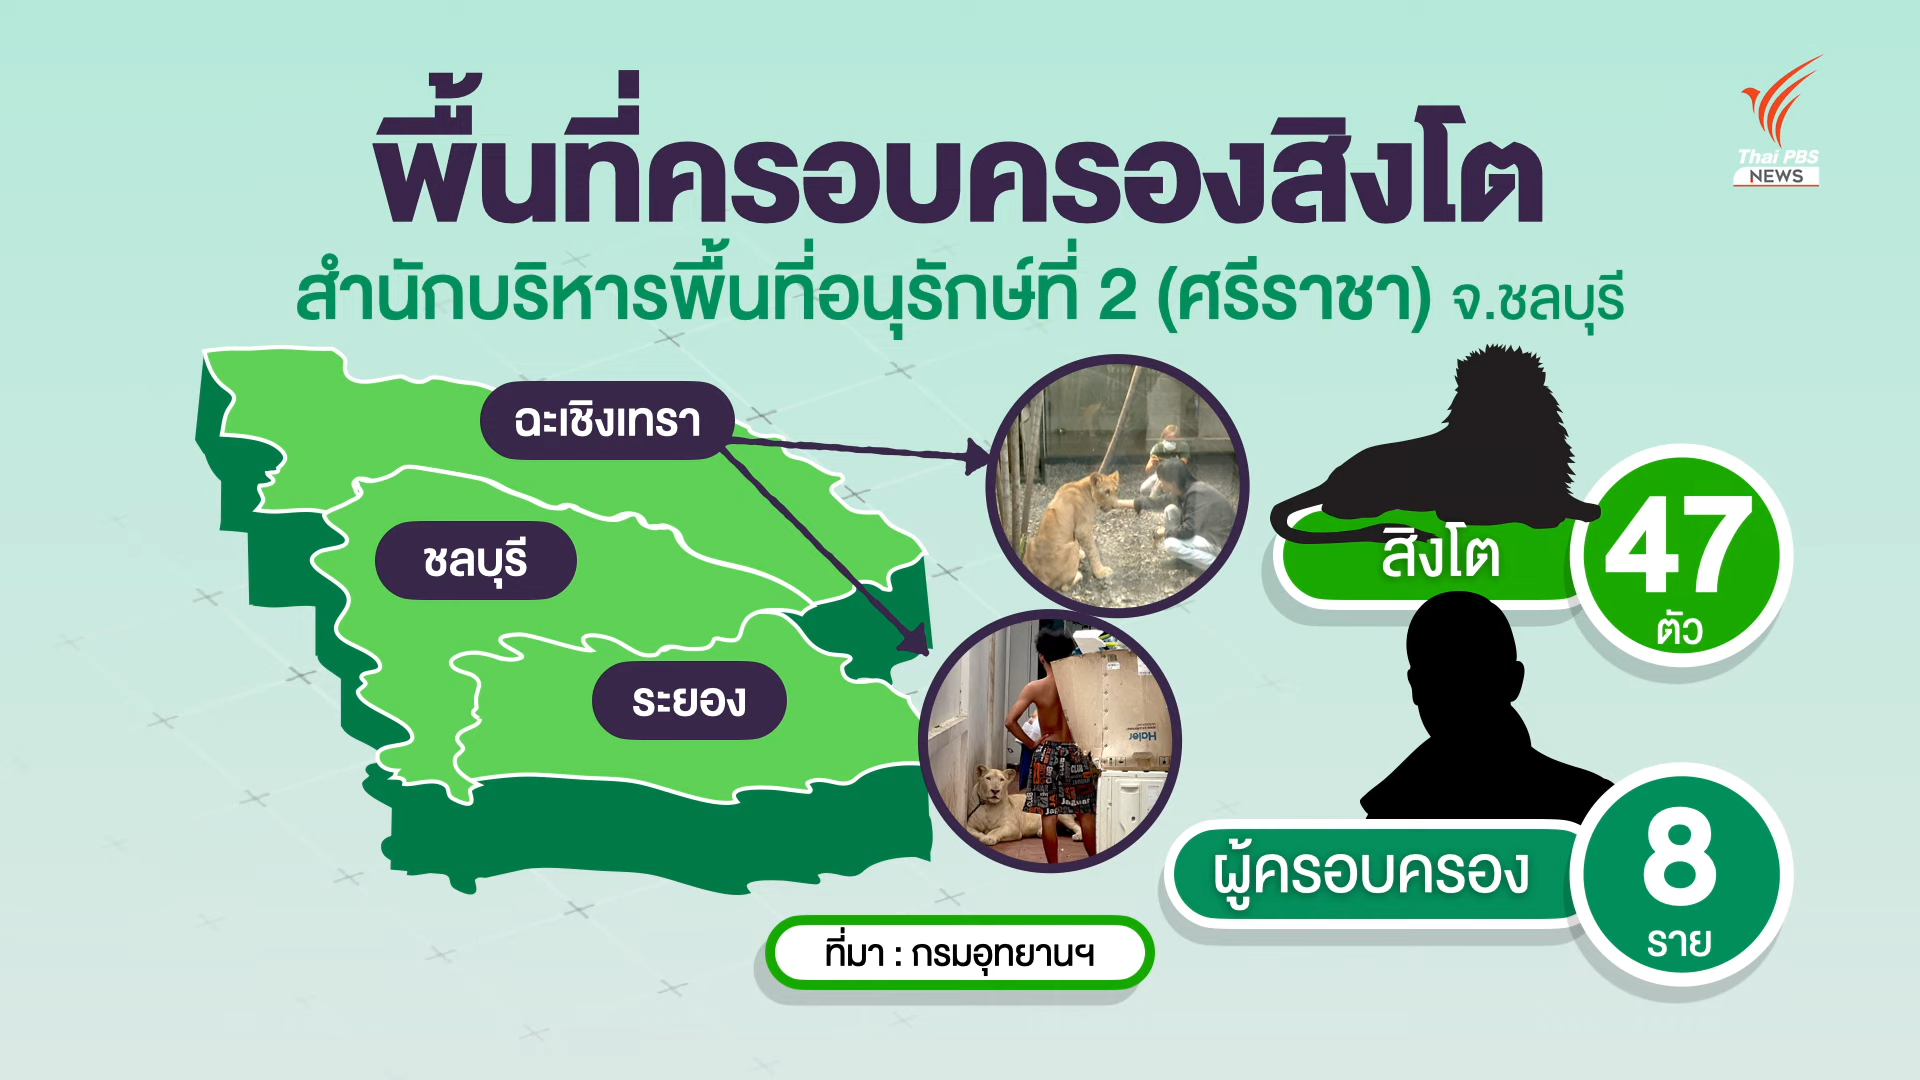 พื้นที่ครอบครองสิงโต
Thai PBS
NEWS
สำนักบริหารพื้นที่อนุรักษ์ที่ 2 (ศรีราชา) จ.ชลบุรี
ฉะเชิงเทรา
ชลบุรี
ระยอง
Haier
สิงโต
47
ตัว
ผู้ครอบครอง
8
ราย
ที่มา : กรมอุทยานฯ